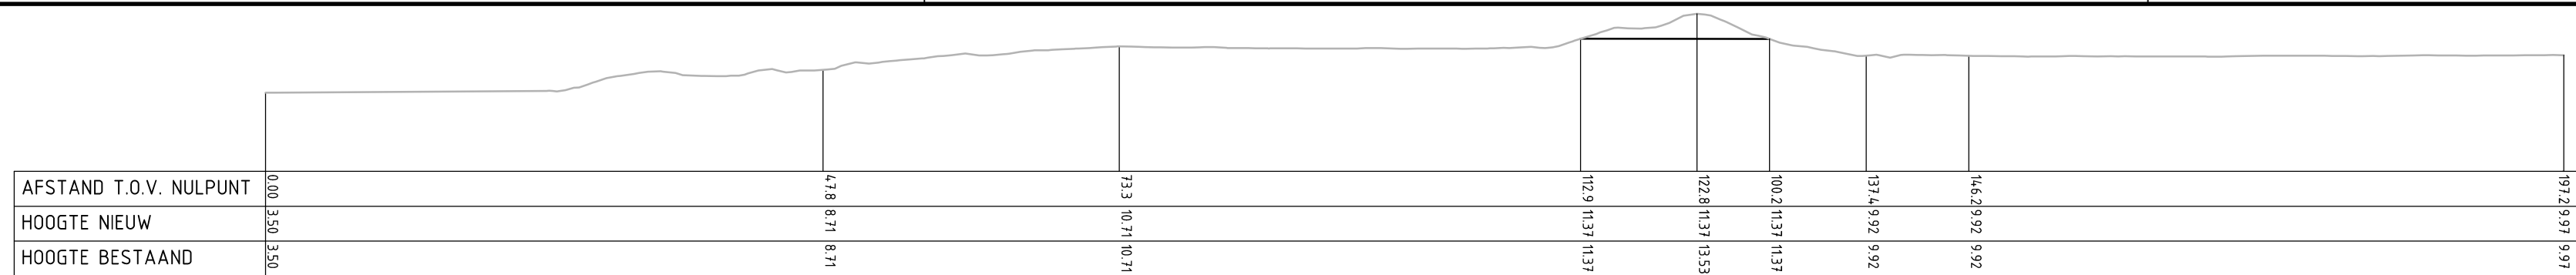 AFSTAND T.O.V. NULPUNT 0.00 47.8 73.3 112.9 122.8 100.2 137.4 146.2 197.2
HOOGTE NIEUW 3.50 8.71 10.71 11.37 11.37 11.37 9.92 9.92 9.97
HOOGTE BESTAAND 3.50 8.71 10.71 11.37 13.53 11.37 9.92 9.92 9.97